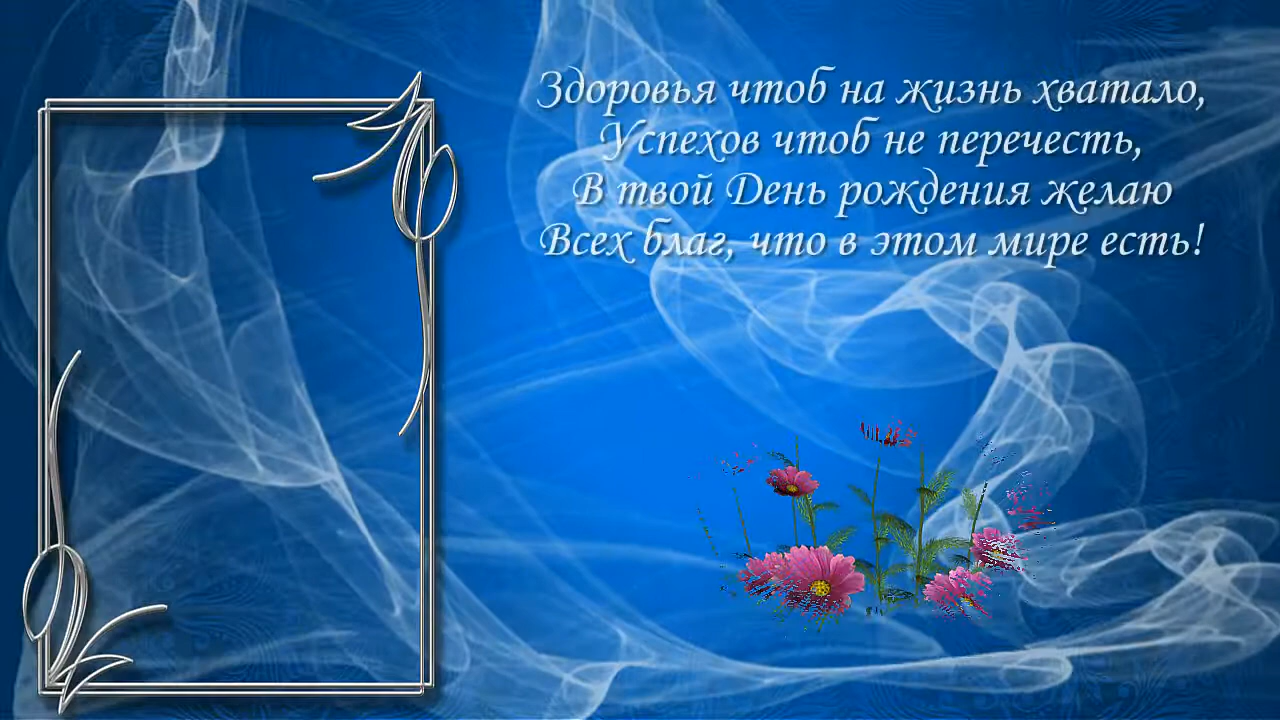 Здоровья чтоб на жизнь хватало,
Успехов чтоб не перечесть,
В твой День рождения желаю
Всех благ, что в этом мире есть!